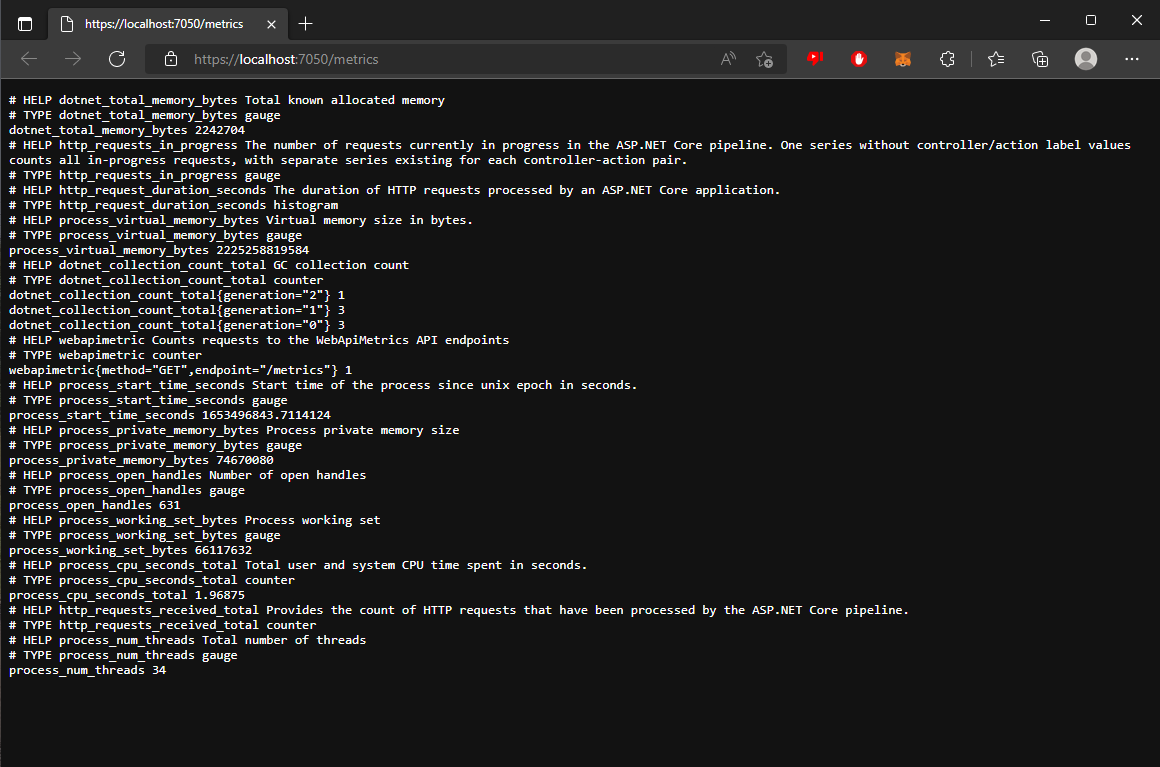 https://localhost:7050/metrics
https://localhost:7050/metrics
# HELP dotnet_total_memory_bytes Total known allocated memory
# TYPE dotnet_total_memory_bytes gauge
dotnet_total_memory_bytes 2242704
# HELP http_requests_in_progress The number of requests currently in progress in the ASP.NET Core pipeline. One series without controller/action label values
counts all in-progress requests, with separate series existing for each controller-action pair.
# TYPE http_requests_in_progress gauge
# HELP http_request_duration_seconds The duration of HTTP requests processed by an ASP.NET Core application.
# TYPE http_request_duration_seconds histogram
# HELP process_virtual_memory_bytes Virtual memory size in bytes.
# TYPE process_virtual_memory_bytes gauge
process_virtual_memory_bytes 2225258819584
# HELP dotnet_collection_count_total GC collection count
# TYPE dotnet_collection_count_total counter
dotnet_collection_count_total{generation="2"} 1
dotnet_collection_count_total{generation="1"} 3
dotnet_collection_count_total{generation="0"} 3
# HELP webapimetric Counts requests to the WebApiMetrics API endpoints
# TYPE webapimetric counter
webapimetric{method="GET",endpoint="/metrics"} 1
# HELP process_start_time_seconds Start time of the process since unix epoch in seconds.
# TYPE process_start_time_seconds gauge
process_start_time_seconds 1653496843.7114124
# HELP process_private_memory_bytes Process private memory size
# TYPE process_private_memory_bytes gauge
process_private_memory_bytes 74670080
# HELP process_open_handles Number of open handles
# TYPE process_open_handles gauge
process_open_handles 631
# HELP process_working_set_bytes Process working set
# TYPE process_working_set_bytes gauge
process_working_set_bytes 66117632
# HELP process_cpu_seconds_total Total user and system CPU time spent in seconds.
# TYPE process_cpu_seconds_total counter
process_cpu_seconds_total 1.96875
# HELP http_requests_received_total Provides the count of HTTP requests that have been processed by the ASP.NET Core pipeline.
# TYPE http_requests_received_total counter
# HELP process_num_threads Total number of threads
# TYPE process_num_threads gauge
process_num_threads 34